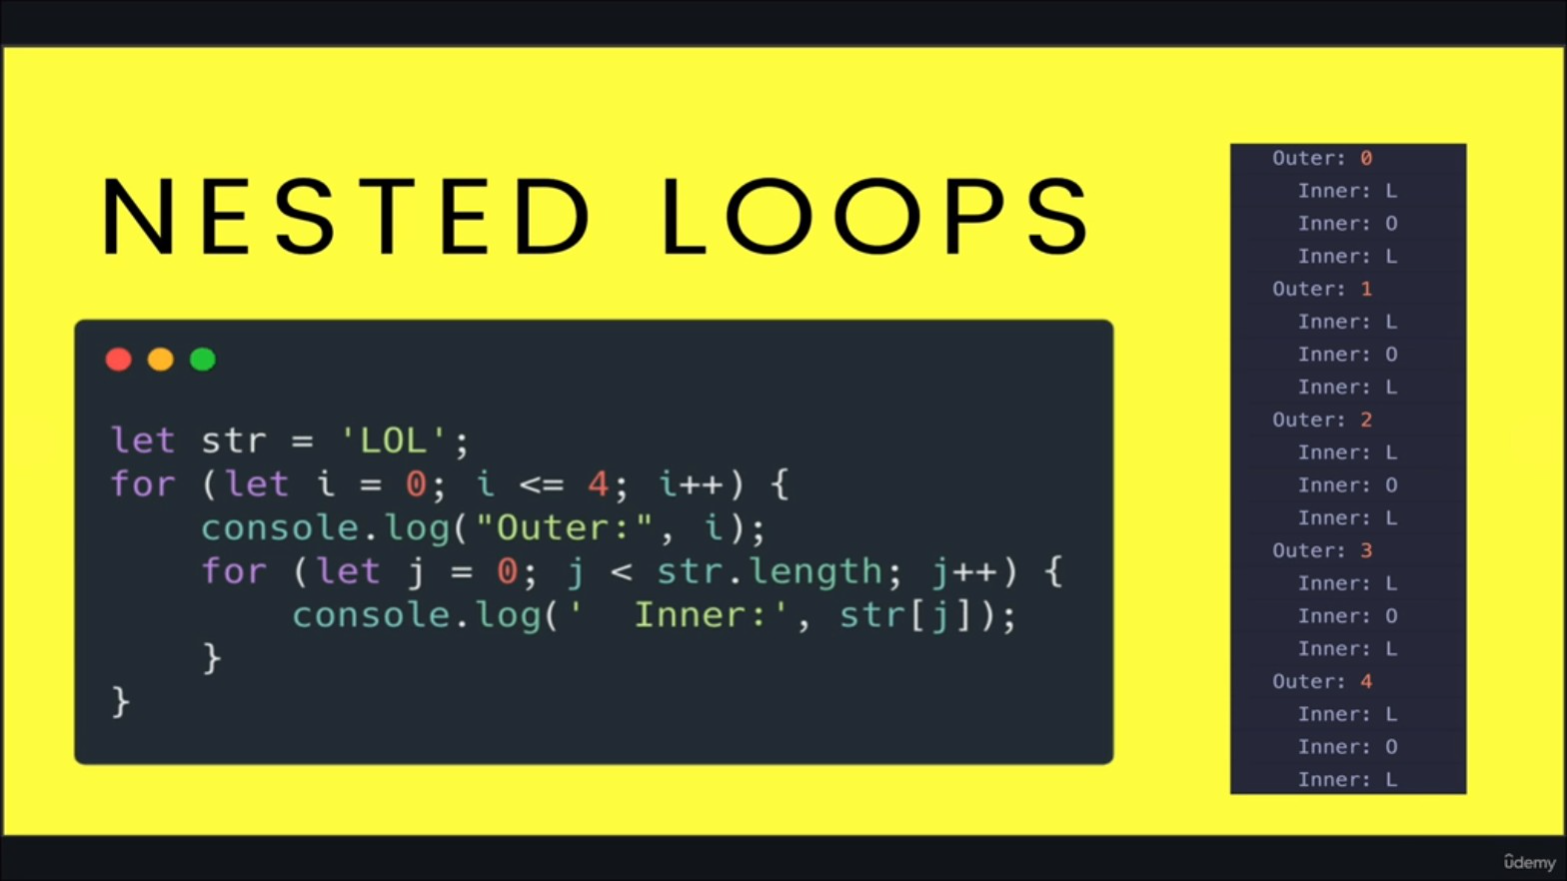 NESTED LOOPS
let str = 'LOL';
for (let i = 0; i <= 4; i++) {
    console.log("Outer:", i);
    for (let j = 0; j < str.length; j++) {
        console.log('  Inner:', str[j]);
    }
}
Outer: 0
  Inner: L
  Inner: O
  Inner: L
Outer: 1
  Inner: L
  Inner: O
  Inner: L
Outer: 2
  Inner: L
  Inner: O
  Inner: L
Outer: 3
  Inner: L
  Inner: O
  Inner: L
Outer: 4
  Inner: L
  Inner: O
  Inner: L
ûdemy